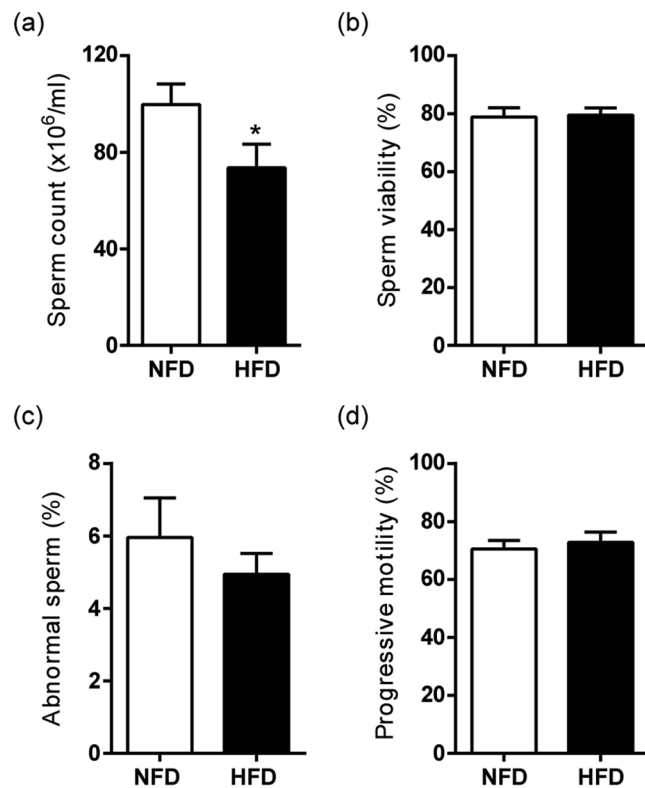 (a)
Sperm count (x10⁶/ml)
120
80
40
0
*
NFD HFD
(b)
Sperm viability (%)
100
80
60
40
20
0
NFD HFD
(c)
Abnormal sperm (%)
8
6
4
2
0
NFD HFD
(d)
Progressive motility (%)
100
80
60
40
20
0
NFD HFD